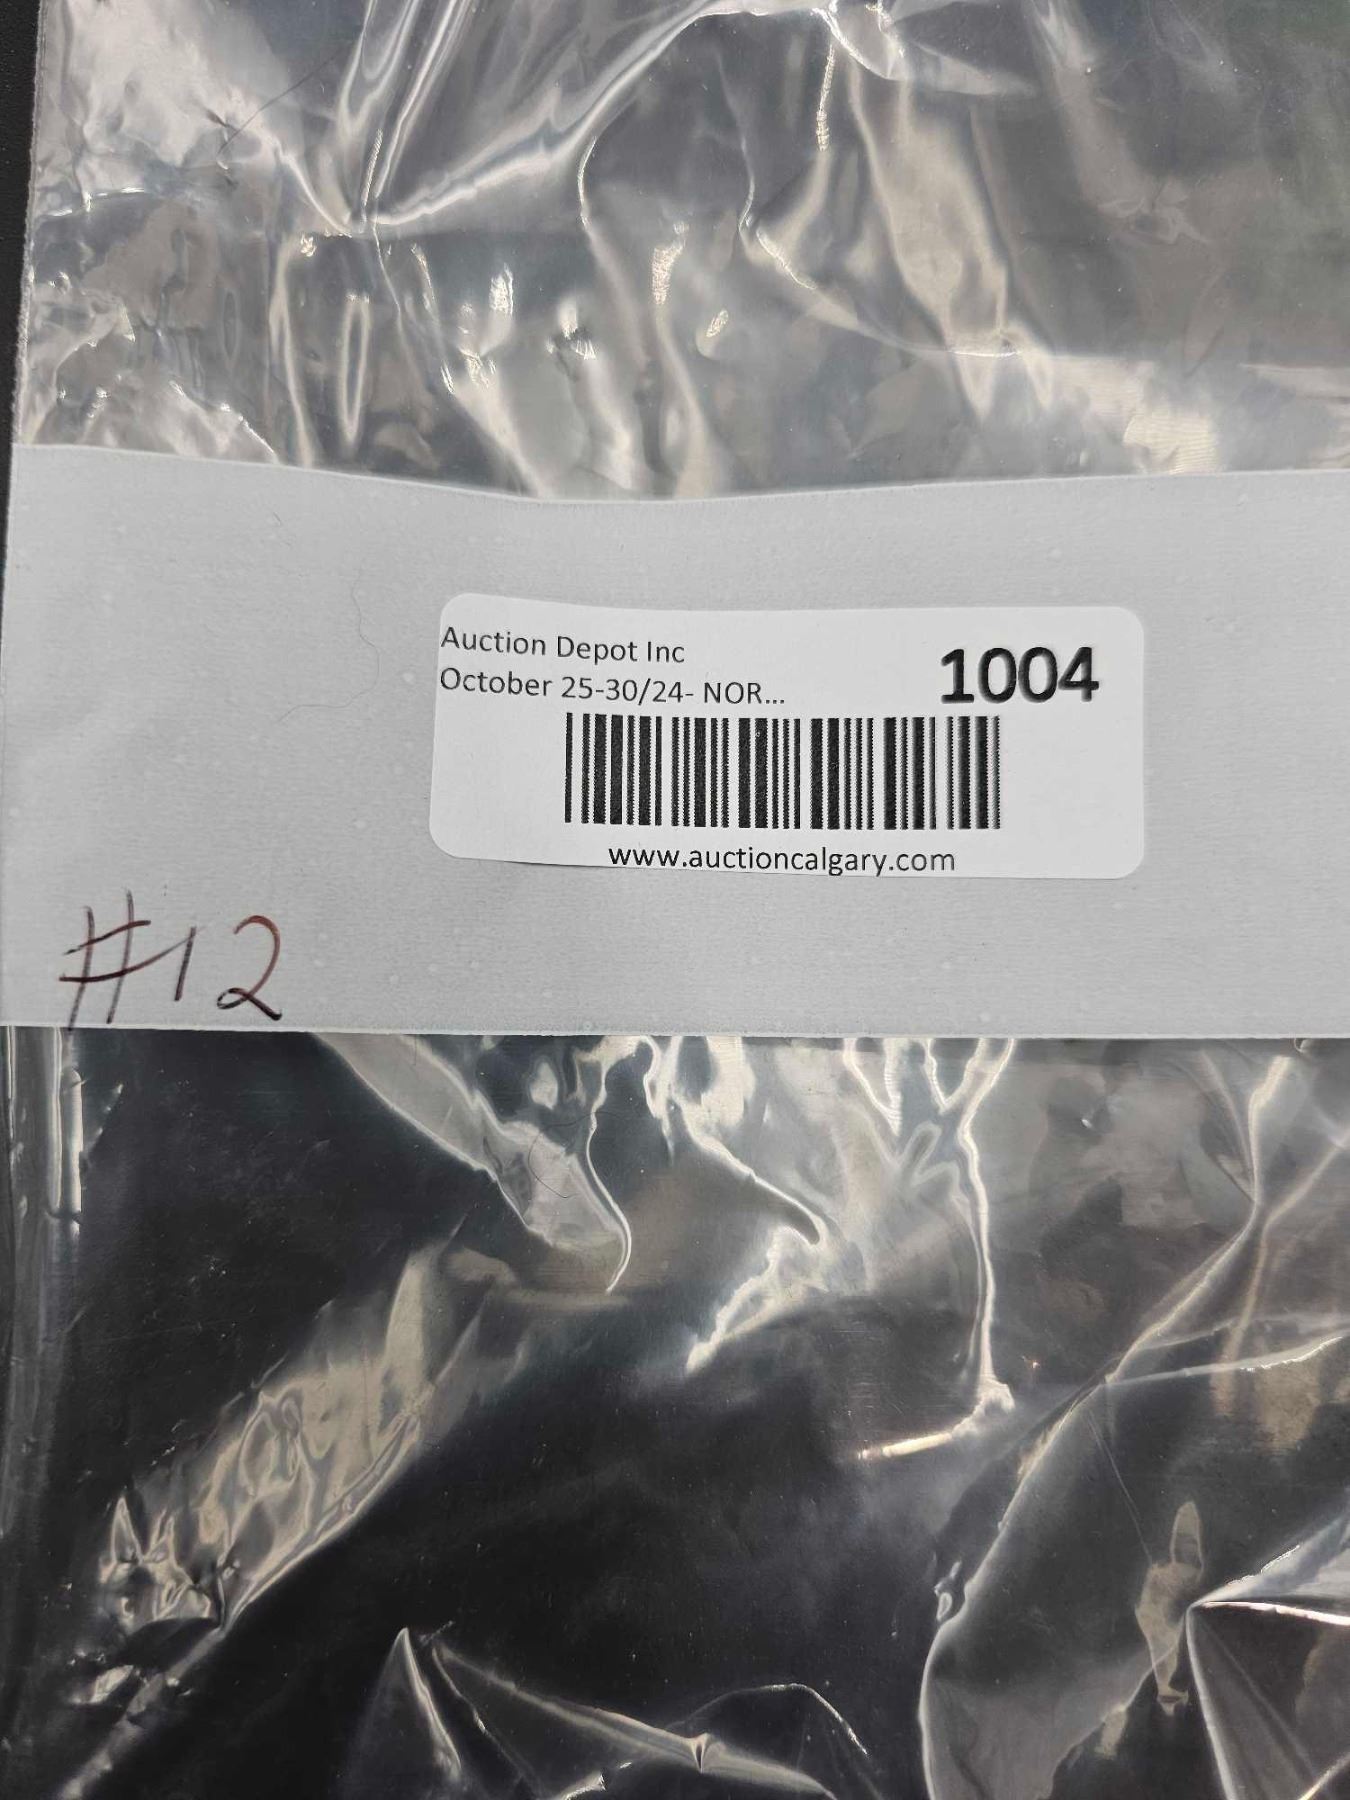 Auction Depot Inc
October 25-30/24- NOR...
1004
www.auctioncalgary.com
#12